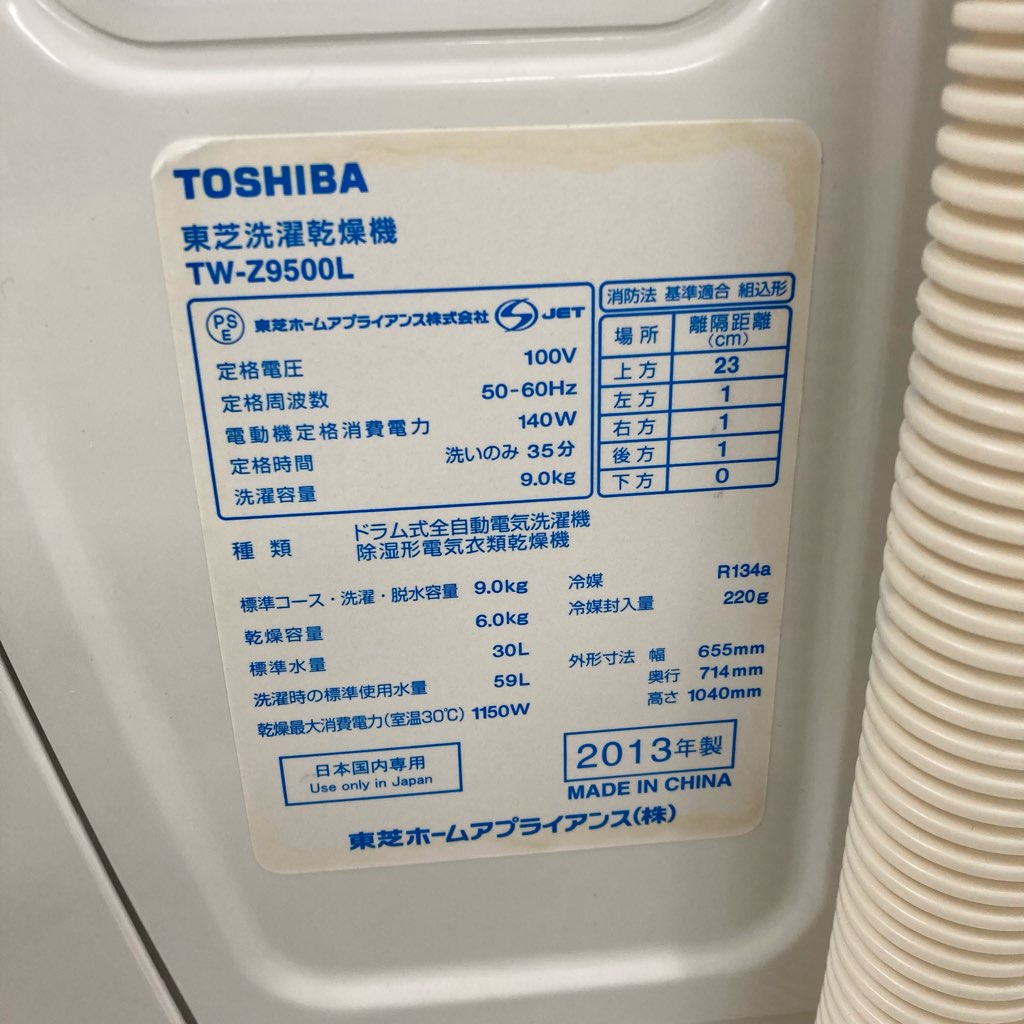 TOSHIBA
東芝洗濯乾燥機
TW-Z9500L
PSE 東芝ホームアプライアンス株式会社 JET
定格電圧 100V
定格周波数 50-60Hz
電動機定格消費電力 140W
定格時間 洗いのみ 35分
洗濯容量 9.0kg
消防法 基準適合 組込形
場所 離隔距離(cm)
上方 23
左方 1
右方 1
後方 1
下方 0
種類 ドラム式全自動電気洗濯機
除湿形電気衣類乾燥機
標準コース・洗濯・脱水容量 9.0kg
乾燥容量 6.0kg
標準水量 30L
洗濯時の標準使用水量 59L
乾燥最大消費電力(室温30℃) 1150W
冷媒 R134a
冷媒封入量 220g
外形寸法 幅 655mm
奥行 714mm
高さ 1040mm
日本国内専用
Use only in Japan
2013年製
MADE IN CHINA
東芝ホームアプライアンス(株)